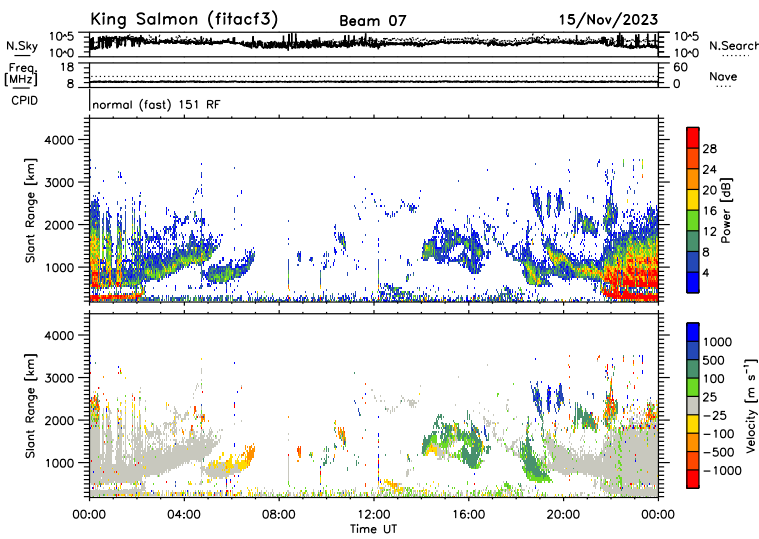 King Salmon (fitacf3) Beam 07 15/Nov/2023
N.Sky 10^5 10^0 10^5 10^0 N.Search
Freq [MHz] 18 8 60 0 Nave
CPID normal (fast) 151 RF
Slant Range [km] 4000 3000 2000 1000
Power [dB] 28 24 20 16 12 8 4
Slant Range [km] 4000 3000 2000 1000
Velocity [m s⁻¹] 1000 500 100 25 −25 −100 −500 −1000
00:00 04:00 08:00 12:00 16:00 20:00 00:00
Time UT